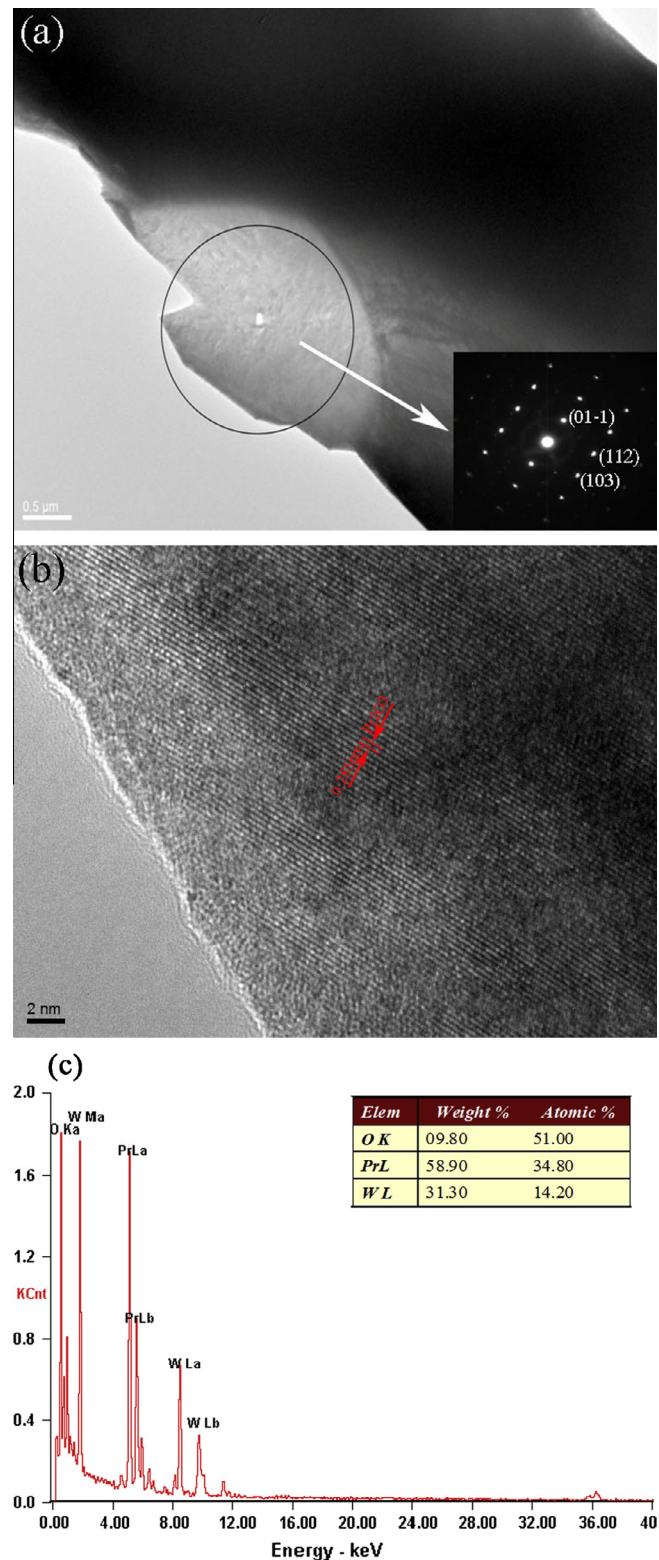 (a)
(01-1)
(112)
(103)
0.5 µm
(b)
2 nm
(c)
2.0
1.6
1.2
KCnt
0.8
0.4
0.0
O Ka
W Ma
PrLa
PrLb
W La
W Lb
Elem Weight % Atomic %
O K 09.80 51.00
PrL 58.90 34.80
W L 31.30 14.20
0.00 4.00 8.00 12.00 16.00 20.00 24.00 28.00 32.00 36.00 40
Energy - keV